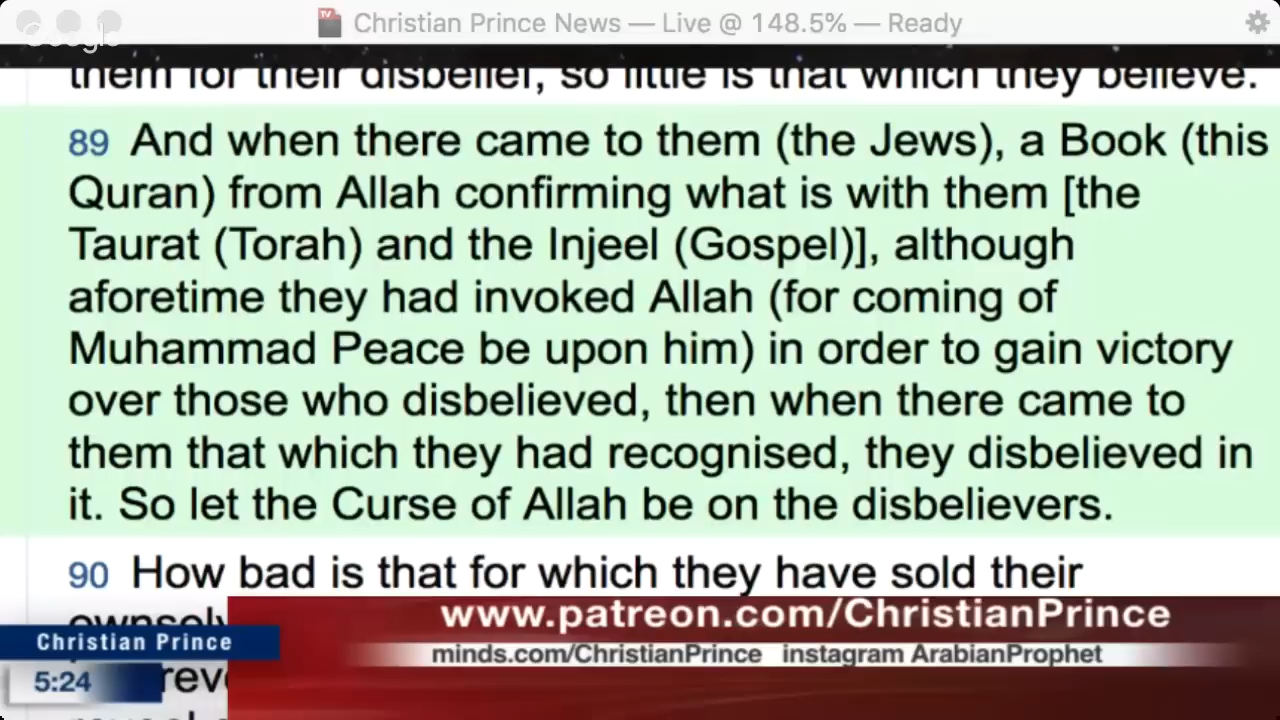 Christian Prince News — Live @ 148.5% — Ready
TV
Google
them for their disbelief, so little is that which they believe.
89 And when there came to them (the Jews), a Book (this
Quran) from Allah confirming what is with them [the
Taurat (Torah) and the Injeel (Gospel)], although
aforetime they had invoked Allah (for coming of
Muhammad Peace be upon him) in order to gain victory
over those who disbelieved, then when there came to
them that which they had recognised, they disbelieved in
it. So let the Curse of Allah be on the disbelievers.
90 How bad is that for which they have sold their
www.patreon.com/ChristianPrince
Christian Prince
minds.com/ChristianPrince instagram ArabianProphet
5:24